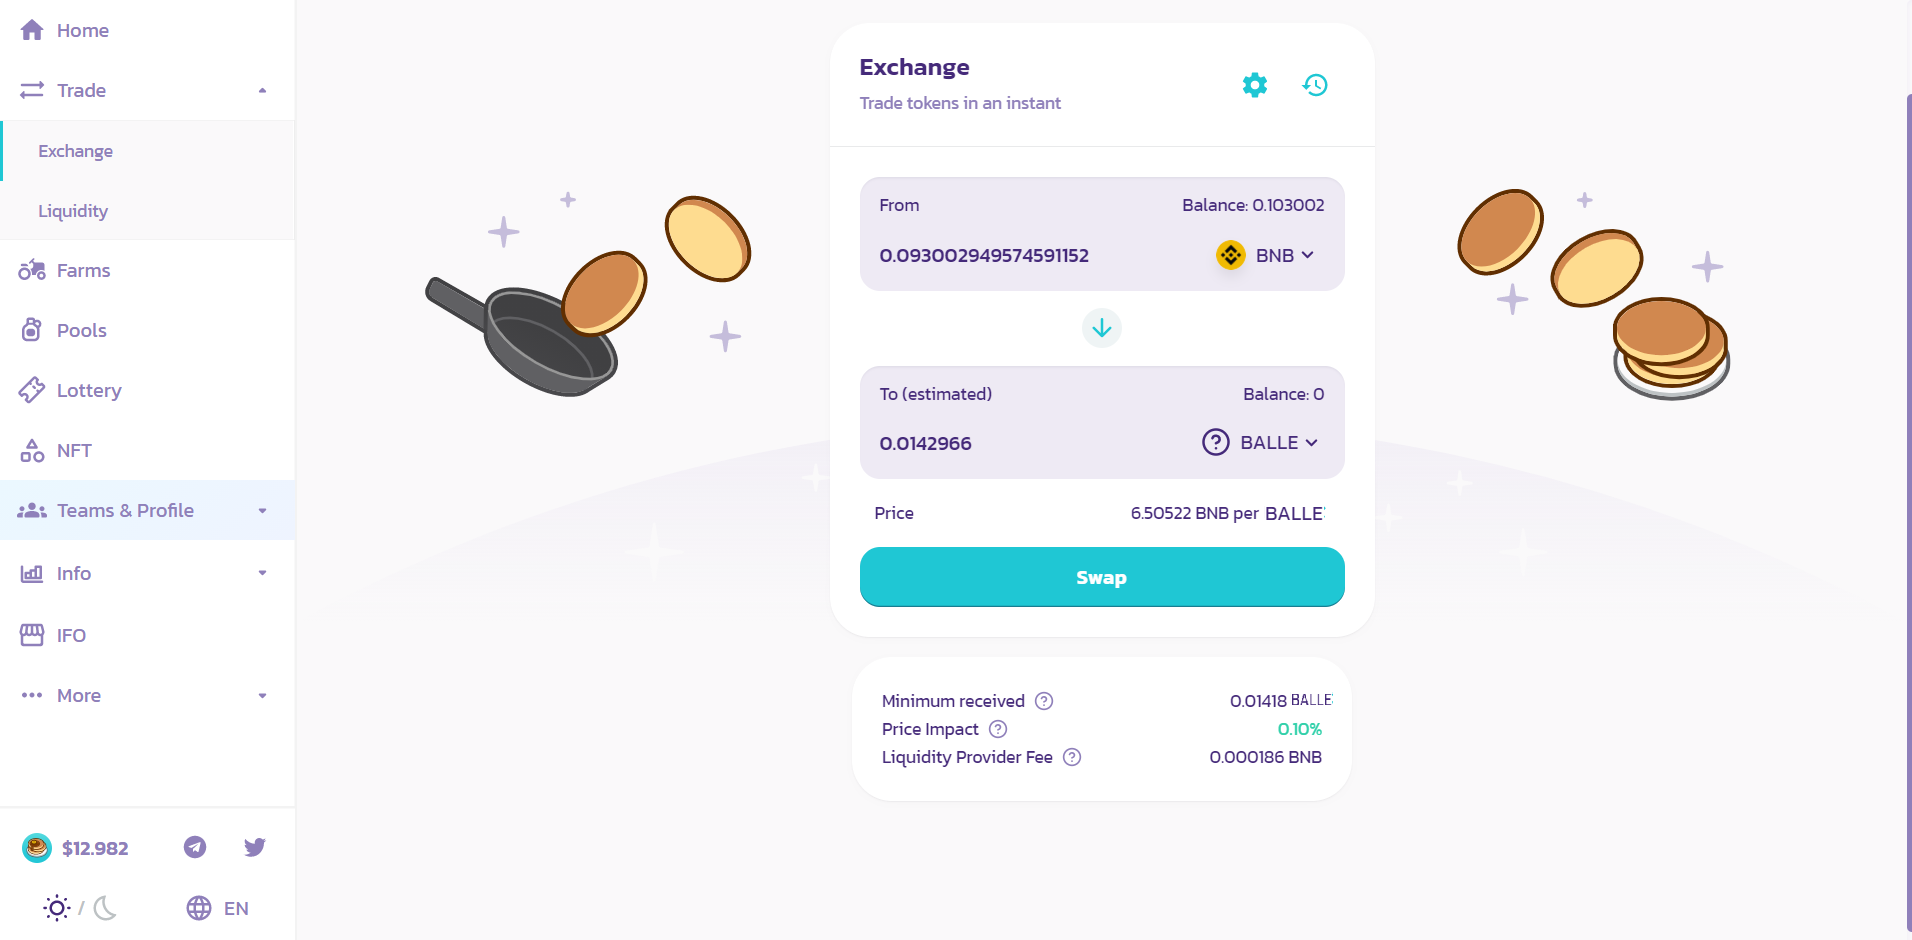 Home
Trade
Exchange
Liquidity
Farms
Pools
Lottery
NFT
Teams & Profile
Info
IFO
More
$12.982
/
EN
Exchange
Trade tokens in an instant
From Balance: 0.103002
0.093002949574591152 BNB
To (estimated) Balance: 0
0.0142966 ? BALLE
Price 6.50522 BNB per BALLE
Swap
Minimum received ? 0.01418 BALLE
Price Impact ? 0.10%
Liquidity Provider Fee ? 0.000186 BNB